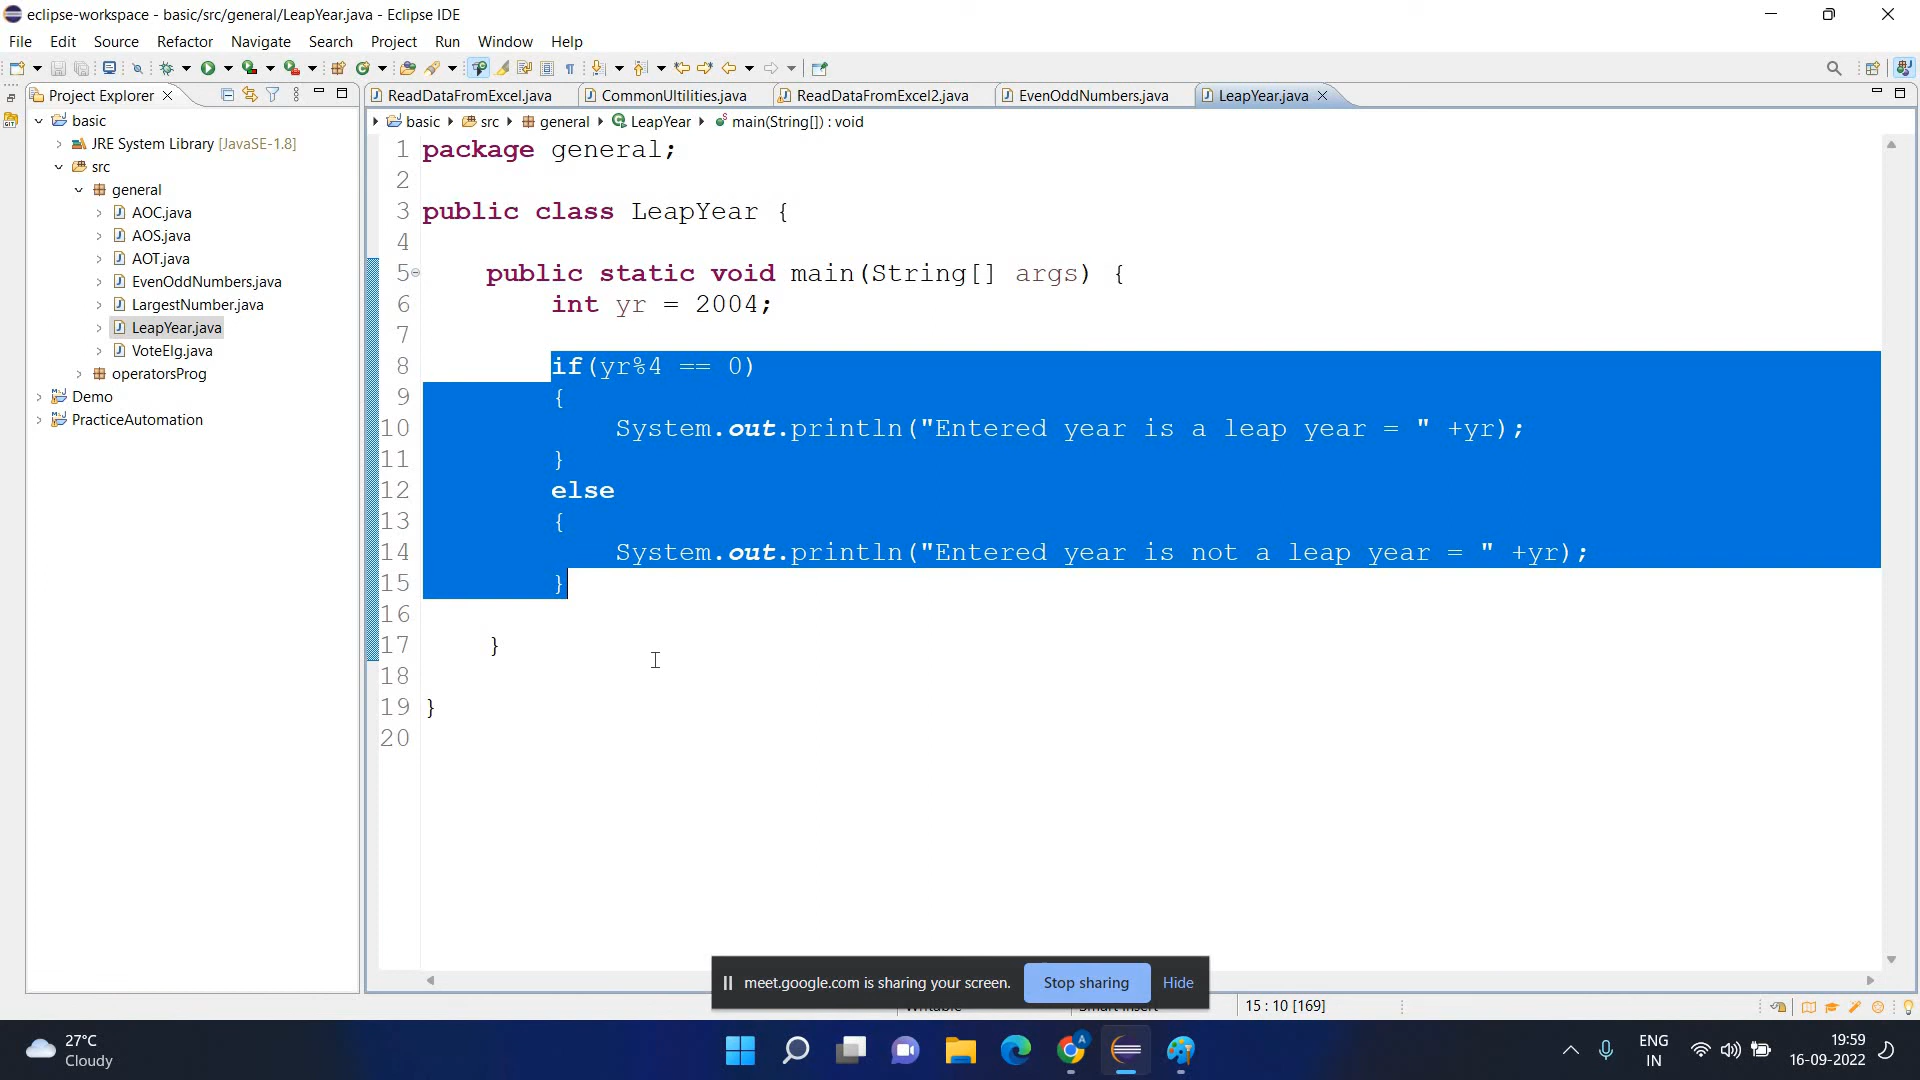 eclipse-workspace - basic/src/general/LeapYear.java - Eclipse IDE
File Edit Source Refactor Navigate Search Project Run Window Help
Project Explorer
ReadDataFromExcel.java CommonUltilities.java ReadDataFromExcel2.java EvenOddNumbers.java LeapYear.java
basic src general LeapYear main(String[]) : void
basic
JRE System Library [JavaSE-1.8]
src
general
AOC.java
AOS.java
AOT.java
EvenOddNumbers.java
LargestNumber.java
LeapYear.java
VoteElg.java
operatorsProg
Demo
PracticeAutomation
1 package general;
2
3 public class LeapYear {
4
5 public static void main(String[] args) {
6 int yr = 2004;
7
8 if(yr%4 == 0)
9 {
10 System.out.println("Entered year is a leap year = " +yr);
11 }
12 else
13 {
14 System.out.println("Entered year is not a leap year = " +yr);
15 }
16
17 }
18
19 }
20
meet.google.com is sharing your screen. Stop sharing Hide
15 : 10 [169]
27°C
Cloudy
ENG
IN
19:59
16-09-2022